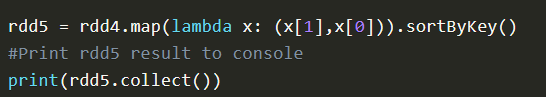 rdd5 = rdd4.map(lambda x: (x[1],x[0])).sortByKey()
#Print rdd5 result to console
print(rdd5.collect())